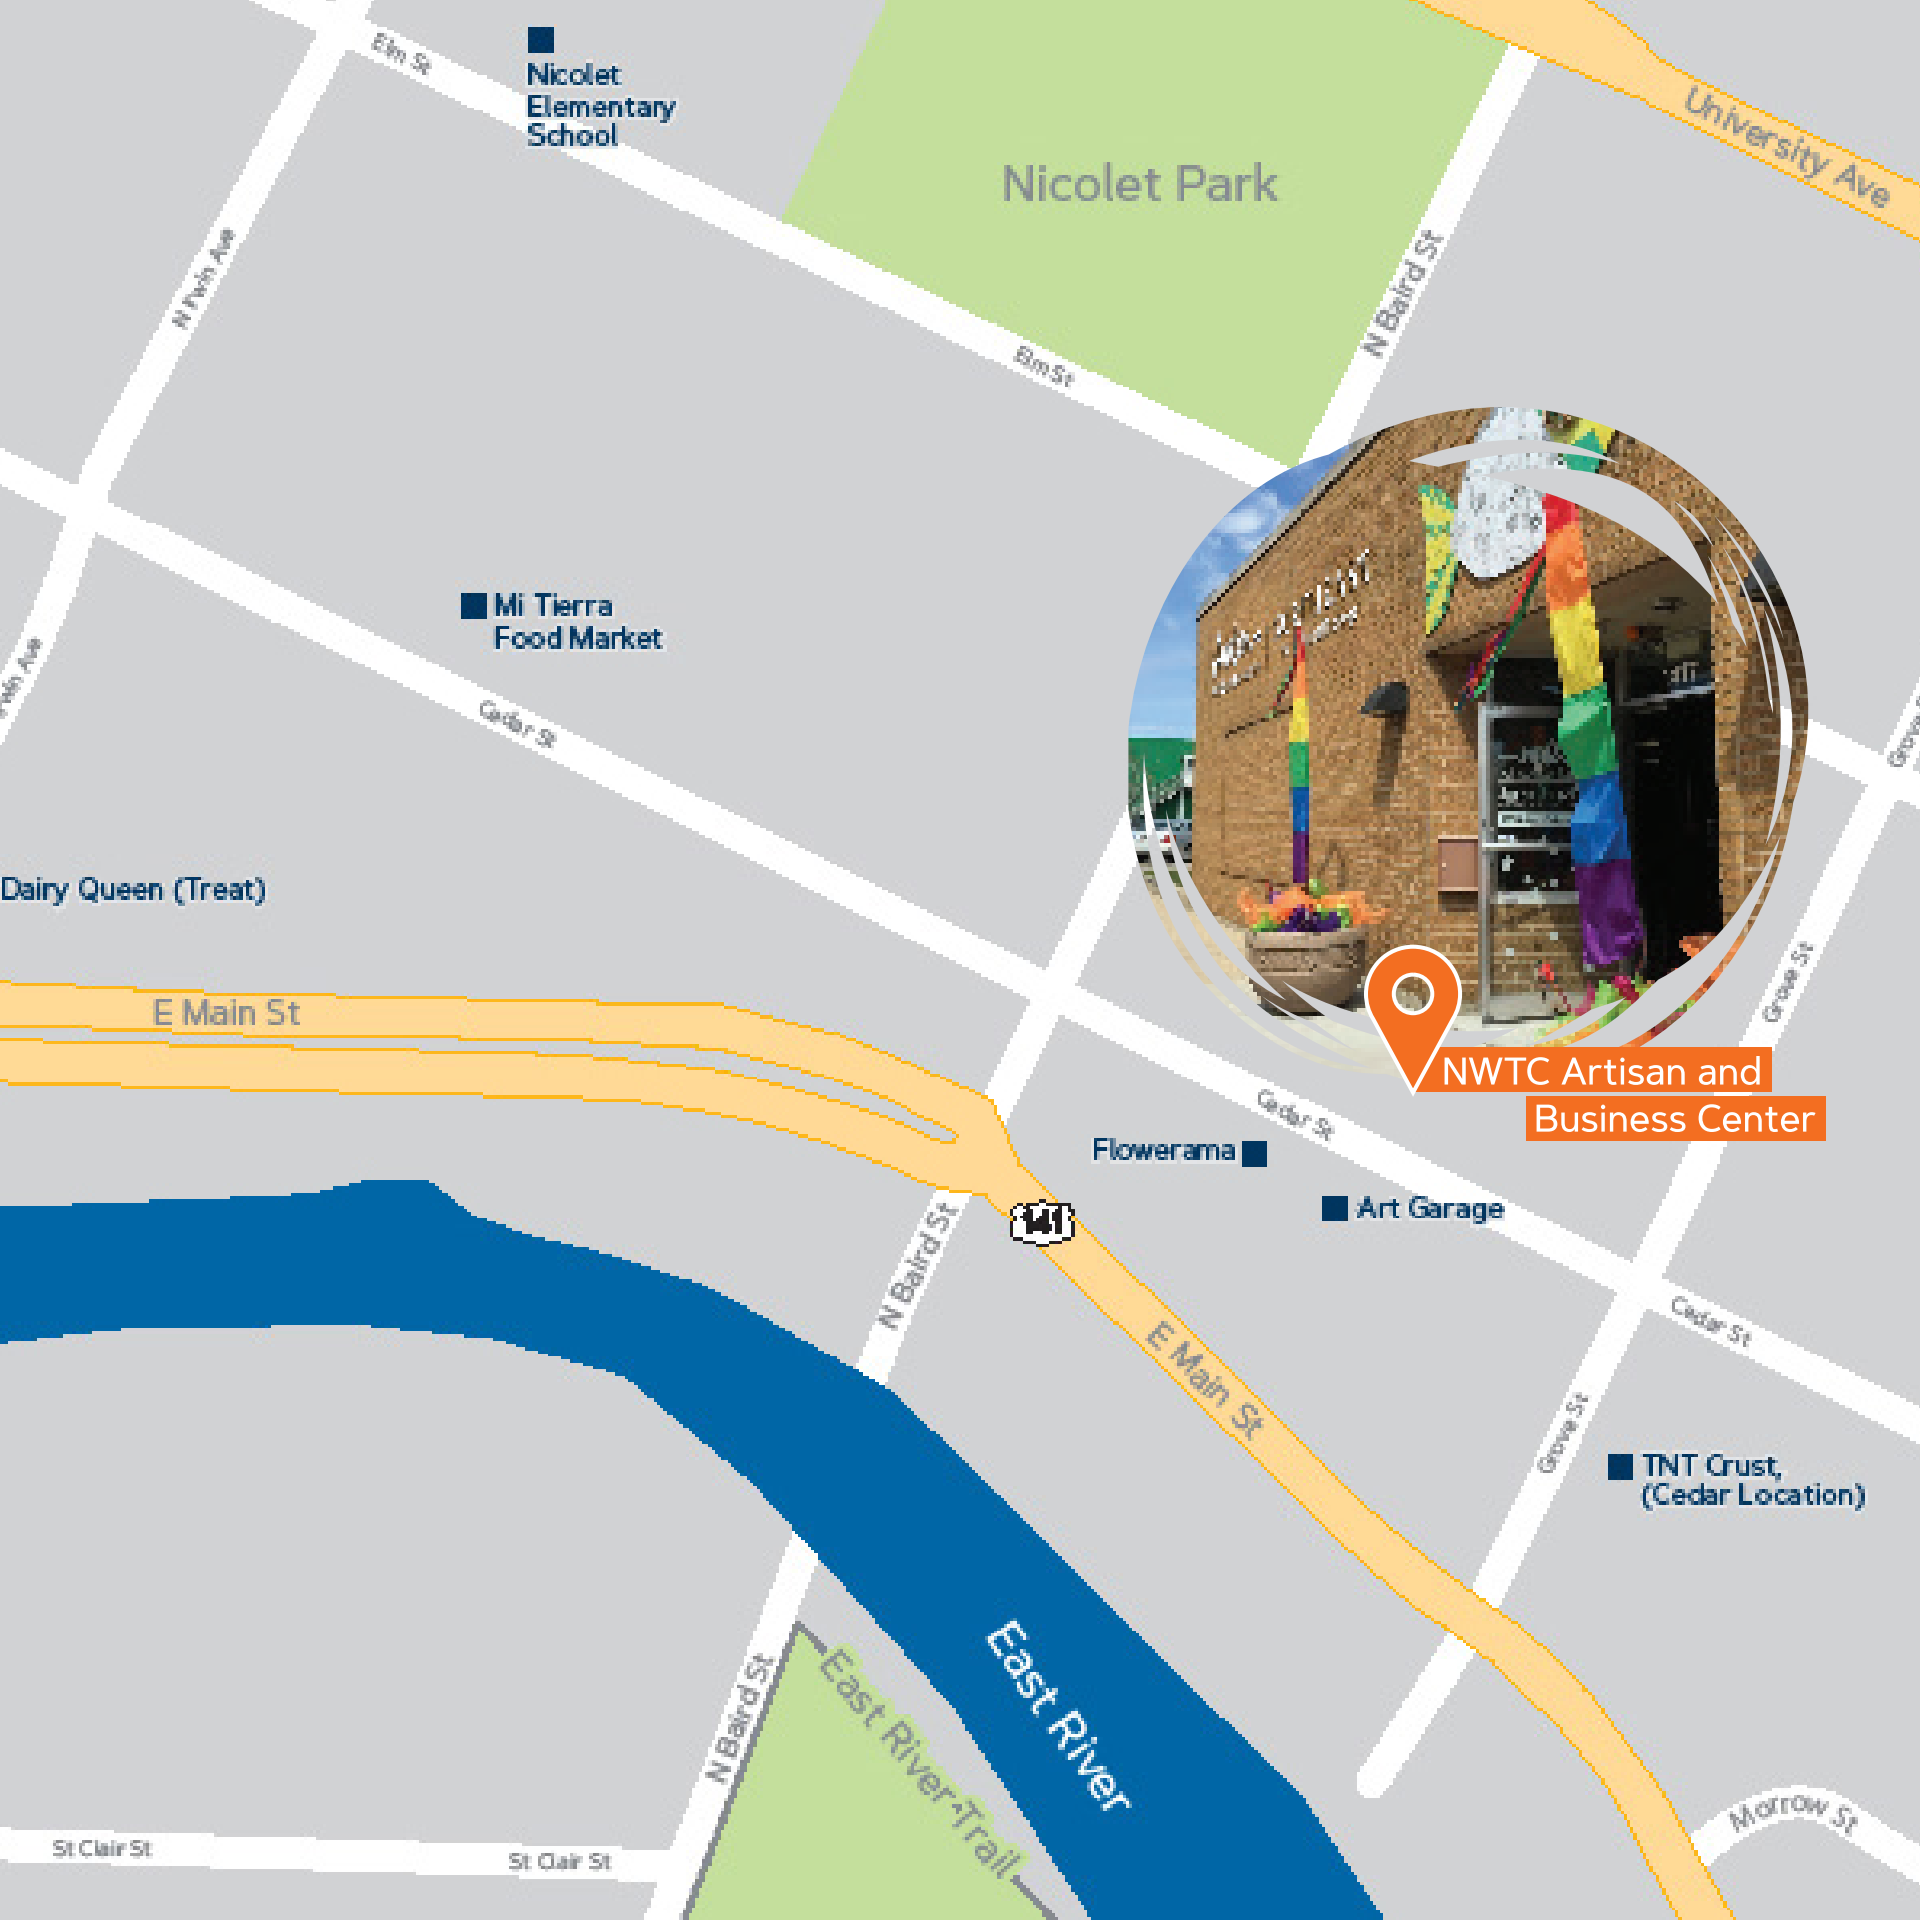 Elm St
Nicolet
Elementary
School
Nicolet Park
University Ave
N Irwin Ave
N Baird St
Elm St
Mi Tierra
Food Market
Cedar St
Dairy Queen (Treat)
E Main St
Grove St
NWTC Artisan and
Business Center
Cedar St
Flowerama
Art Garage
141
N Baird St
E Main St
Cedar St
Grove St
TNT Crust,
(Cedar Location)
East River
N Baird St
East River Trail
Morrow St
St Clair St
St Clair St